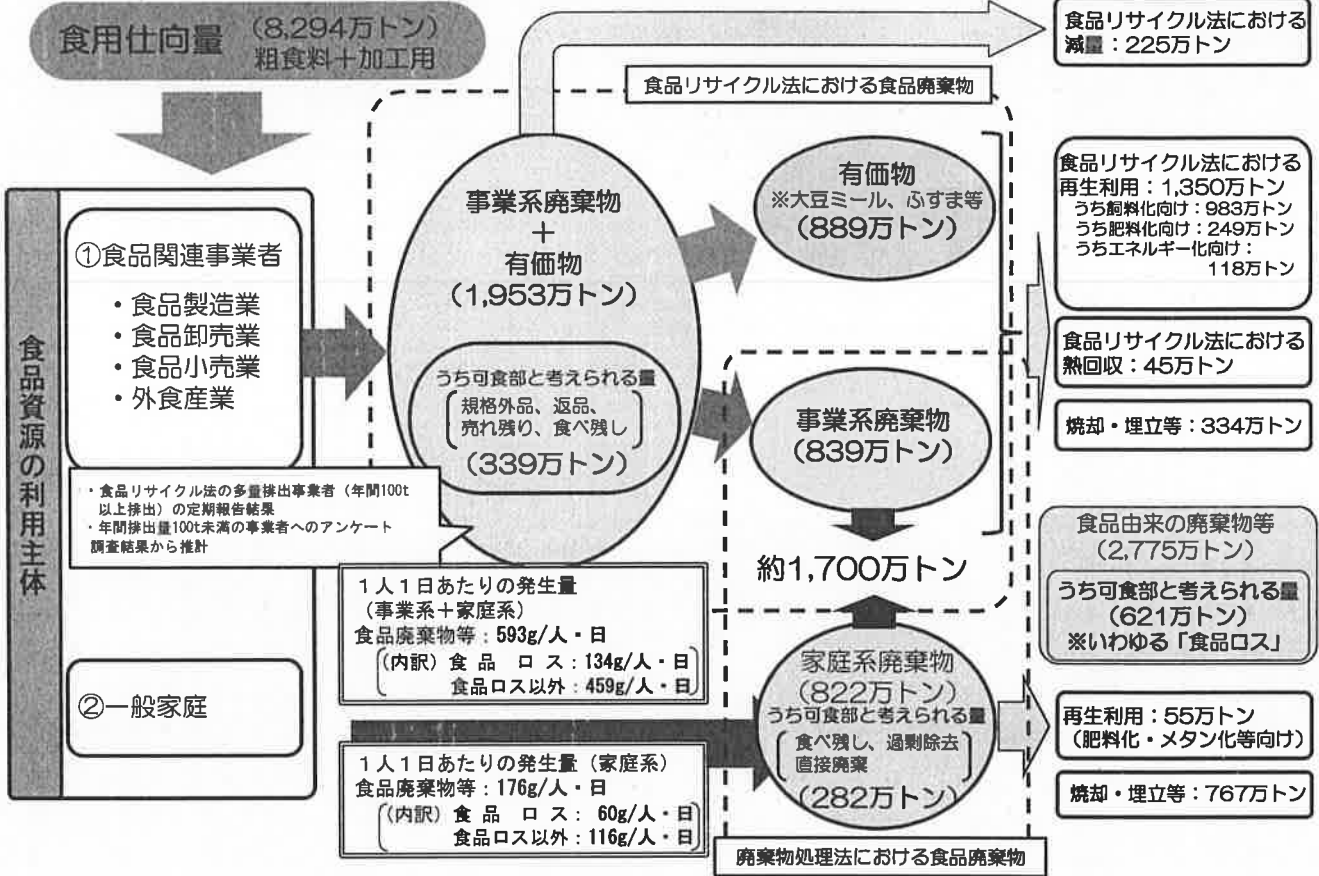 食用仕向量 (8,294万トン)
粗食料＋加工用
食品リサイクル法における
減量：225万トン
食品リサイクル法における食品廃棄物
食品資源の利用主体
①食品関連事業者
・食品製造業
・食品卸売業
・食品小売業
・外食産業
・食品リサイクル法の多量排出事業者（年間100t
以上排出）の定期報告結果
・年間排出量100t未満の事業者へのアンケート
調査結果から推計
②一般家庭
事業系廃棄物
＋
有価物
(1,953万トン)
うち可食部と考えられる量
規格外品、返品、
売れ残り、食べ残し
(339万トン)
有価物
※大豆ミール、ふすま等
(889万トン)
事業系廃棄物
(839万トン)
約1,700万トン
家庭系廃棄物
(822万トン)
うち可食部と考えられる量
食べ残し、過剰除去
直接廃棄
(282万トン)
廃棄物処理法における食品廃棄物
1人1日あたりの発生量
（事業系＋家庭系）
食品廃棄物等：593g/人・日
(内訳) 食品ロス：134g/人・日
食品ロス以外：459g/人・日
1人1日あたりの発生量（家庭系）
食品廃棄物等：176g/人・日
(内訳) 食品ロス：60g/人・日
食品ロス以外：116g/人・日
食品リサイクル法における
再生利用：1,350万トン
うち飼料化向け：983万トン
うち肥料化向け：249万トン
うちエネルギー化向け：
118万トン
食品リサイクル法における
熱回収：45万トン
焼却・埋立等：334万トン
食品由来の廃棄物等
(2,775万トン)
うち可食部と考えられる量
(621万トン)
※いわゆる「食品ロス」
再生利用：55万トン
（肥料化・メタン化等向け）
焼却・埋立等：767万トン